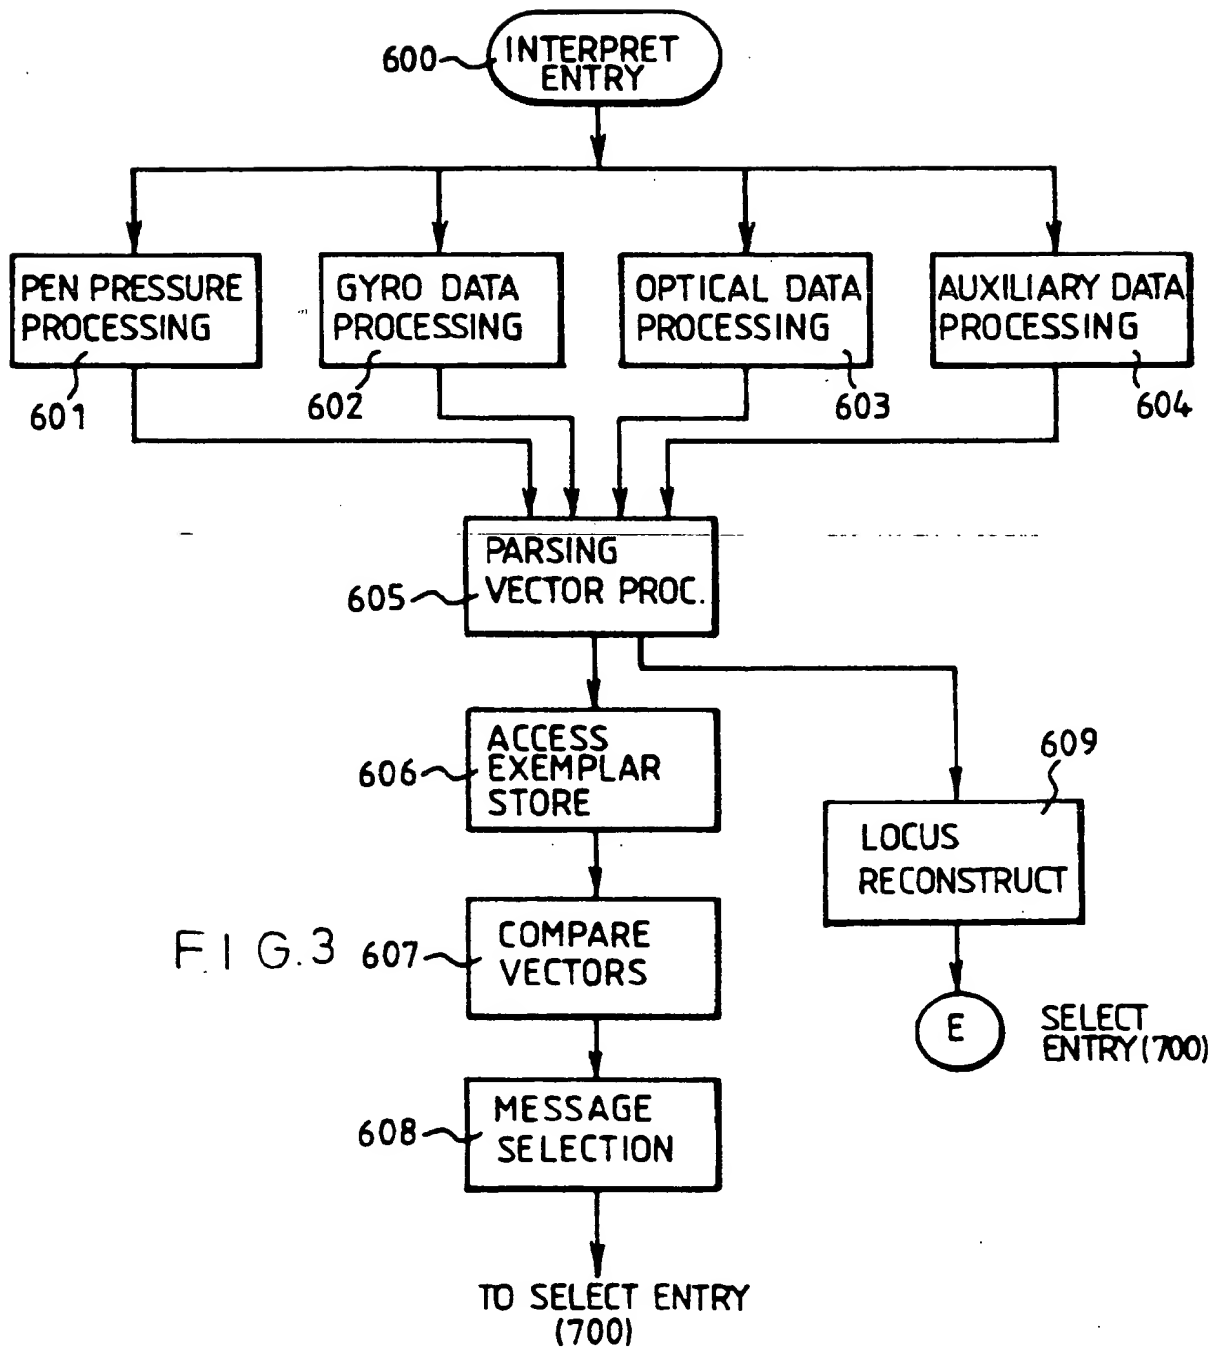 600
INTERPRET
ENTRY
PEN PRESSURE
PROCESSING
601
GYRO DATA
PROCESSING
602
OPTICAL DATA
PROCESSING
603
AUXILIARY DATA
PROCESSING
604
605
PARSING
VECTOR PROC.
606
ACCESS
EXEMPLAR
STORE
609
LOCUS
RECONSTRUCT
FIG.3
607
COMPARE
VECTORS
E
SELECT
ENTRY(700)
608
MESSAGE
SELECTION
TO SELECT ENTRY
(700)